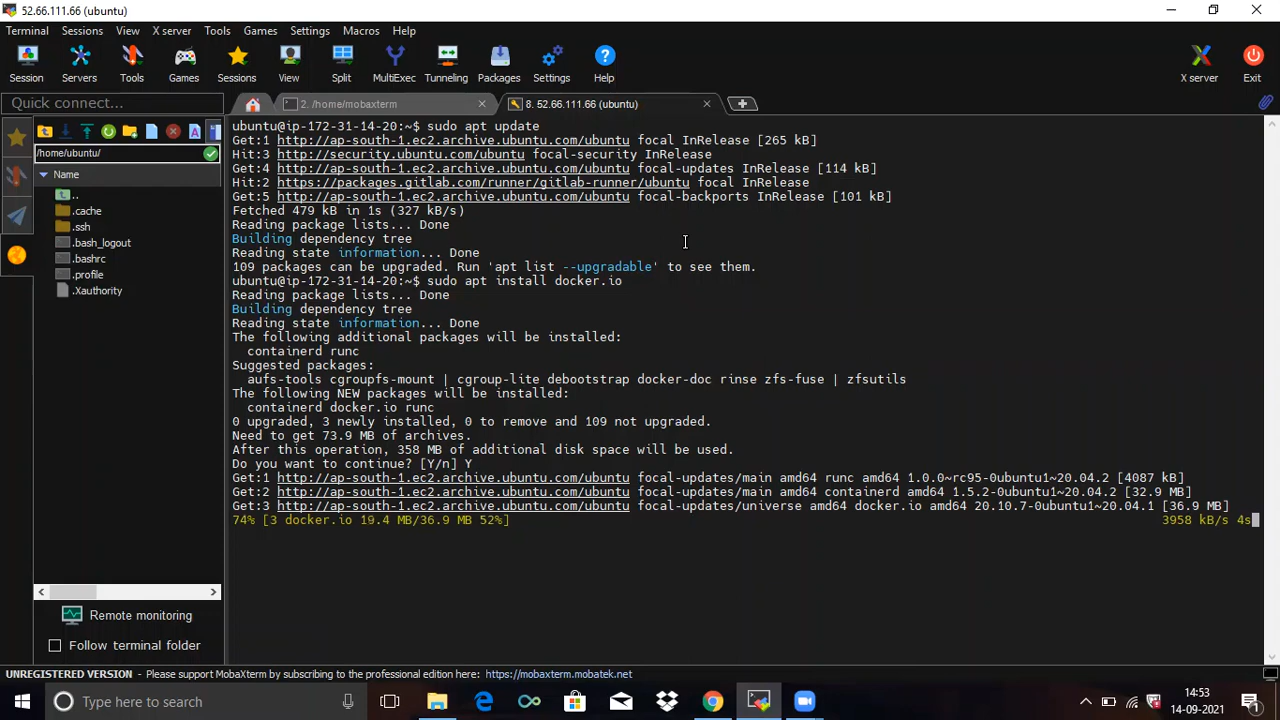 52.66.111.66 (ubuntu)
Terminal Sessions View X server Tools Games Settings Macros Help
Session Servers Tools Games Sessions View Split MultiExec Tunneling Packages Settings Help X server Exit
Quick connect...
2. /home/mobaxterm
8. 52.66.111.66 (ubuntu)
/home/ubuntu/
Name
..
.cache
.ssh
.bash_logout
.bashrc
.profile
.Xauthority
Remote monitoring
Follow terminal folder
ubuntu@ip-172-31-14-20:~$ sudo apt update
Get:1 http://ap-south-1.ec2.archive.ubuntu.com/ubuntu focal InRelease [265 kB]
Hit:3 http://security.ubuntu.com/ubuntu focal-security InRelease
Get:4 http://ap-south-1.ec2.archive.ubuntu.com/ubuntu focal-updates InRelease [114 kB]
Hit:2 https://packages.gitlab.com/runner/gitlab-runner/ubuntu focal InRelease
Get:5 http://ap-south-1.ec2.archive.ubuntu.com/ubuntu focal-backports InRelease [101 kB]
Fetched 479 kB in 1s (327 kB/s)
Reading package lists... Done
Building dependency tree
Reading state information... Done
109 packages can be upgraded. Run 'apt list --upgradable' to see them.
ubuntu@ip-172-31-14-20:~$ sudo apt install docker.io
Reading package lists... Done
Building dependency tree
Reading state information... Done
The following additional packages will be installed:
containerd runc
Suggested packages:
aufs-tools cgroupfs-mount | cgroup-lite debootstrap docker-doc rinse zfs-fuse | zfsutils
The following NEW packages will be installed:
containerd docker.io runc
0 upgraded, 3 newly installed, 0 to remove and 109 not upgraded.
Need to get 73.9 MB of archives.
After this operation, 358 MB of additional disk space will be used.
Do you want to continue? [Y/n] Y
Get:1 http://ap-south-1.ec2.archive.ubuntu.com/ubuntu focal-updates/main amd64 runc amd64 1.0.0~rc95-0ubuntu1~20.04.2 [4087 kB]
Get:2 http://ap-south-1.ec2.archive.ubuntu.com/ubuntu focal-updates/main amd64 containerd amd64 1.5.2-0ubuntu1~20.04.2 [32.9 MB]
Get:3 http://ap-south-1.ec2.archive.ubuntu.com/ubuntu focal-updates/universe amd64 docker.io amd64 20.10.7-0ubuntu1~20.04.1 [36.9 MB]
74% [3 docker.io 19.4 MB/36.9 MB 52%] 3958 kB/s 4s
UNREGISTERED VERSION - Please support MobaXterm by subscribing to the professional edition here: https://mobaxterm.mobatek.net
Type here to search
14:53
14-09-2021